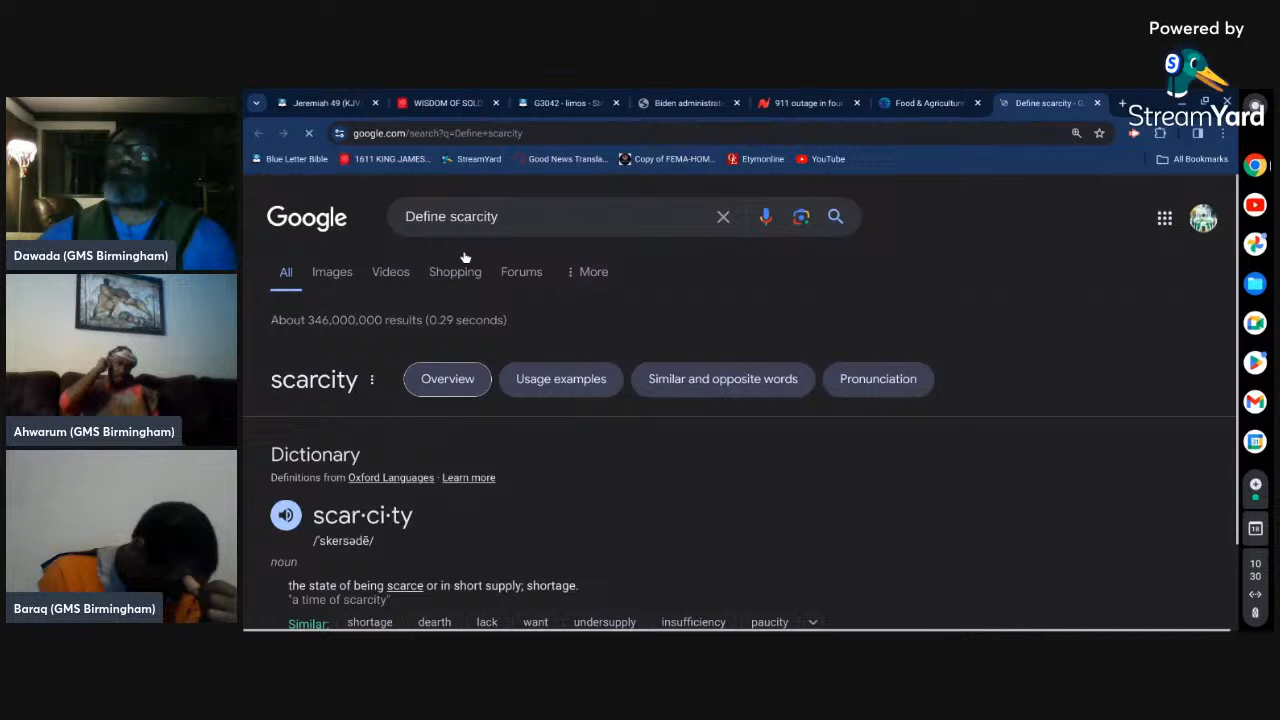 Powered by
StreamYard
Jeremiah 49 (KJV
WISDOM OF SOLO
G3042 - limos - St
Biden administrat
911 outage in four
Food & Agriculture
Define scarcity - G
google.com/search?q=Define+scarcity
Blue Letter Bible
1611 KING JAMES...
StreamYard
Good News Transla...
Copy of FEMA-HOM...
Etymonline
YouTube
All Bookmarks
Google
Define scarcity
All
Images
Videos
Shopping
Forums
More
About 346,000,000 results (0.29 seconds)
scarcity
Overview
Usage examples
Similar and opposite words
Pronunciation
Dictionary
Definitions from Oxford Languages · Learn more
scar·ci·ty
/ˈskersədē/
noun
the state of being scarce or in short supply; shortage.
"a time of scarcity"
Similar:
shortage
dearth
lack
want
undersupply
insufficiency
paucity
Dawada (GMS Birmingham)
Ahwarum (GMS Birmingham)
Baraq (GMS Birmingham)
18
10
30